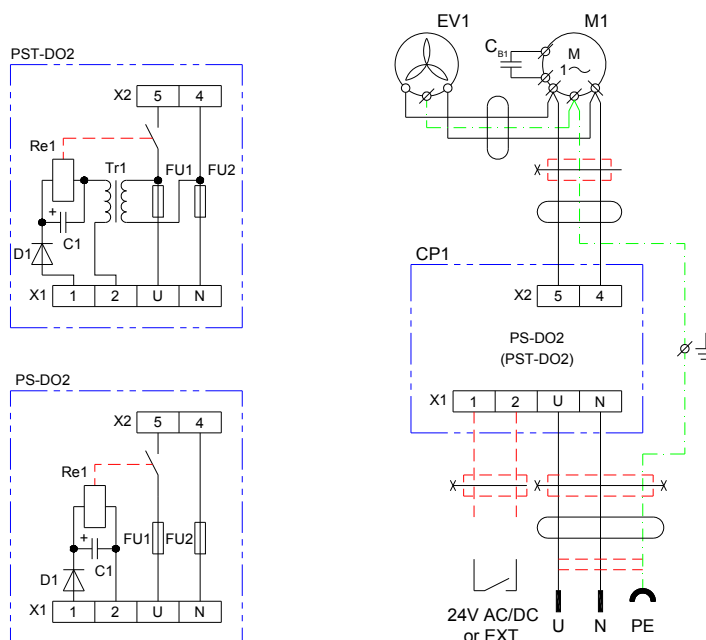 PST-DO2
X2 5 4
Re1
Tr1
FU1 FU2
+
C1
D1
X1 1 2 U N
PS-DO2
X2 5 4
Re1
FU1 FU2
+
C1
D1
X1 1 2 U N
EV1 M1
CB1
M
1~
CP1
X2 5 4
PS-DO2
(PST-DO2)
X1 1 2 U N
24V AC/DC
or EXT
U N PE